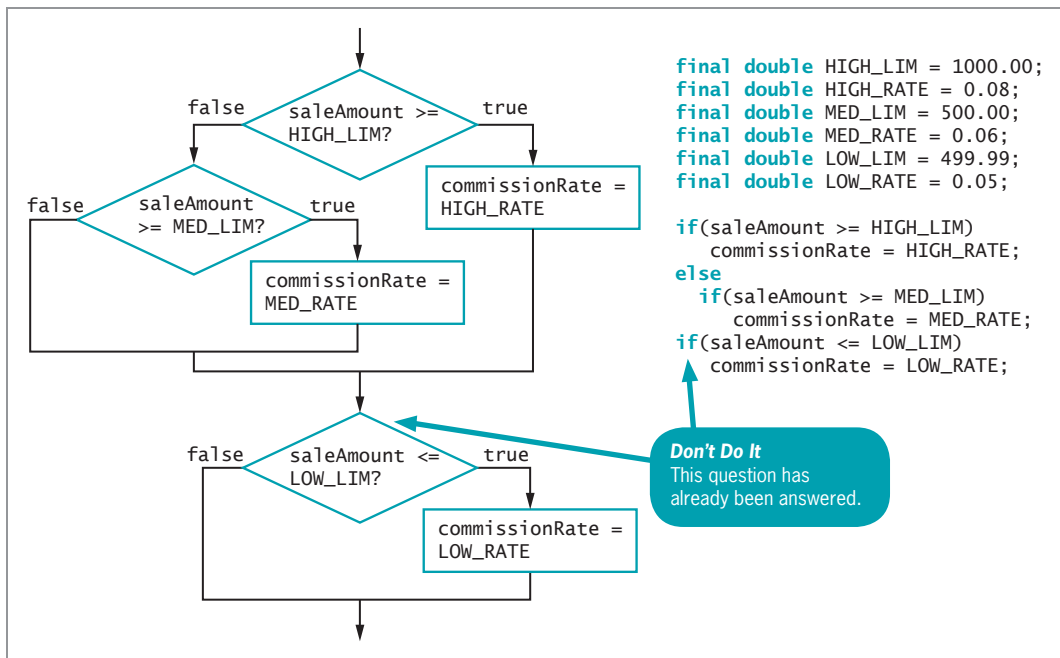 false
saleAmount >=
HIGH_LIM?
true
false
saleAmount
>= MED_LIM?
true
commissionRate =
HIGH_RATE
commissionRate =
MED_RATE
false
saleAmount <=
LOW_LIM?
true
commissionRate =
LOW_RATE
final double HIGH_LIM = 1000.00;
final double HIGH_RATE = 0.08;
final double MED_LIM = 500.00;
final double MED_RATE = 0.06;
final double LOW_LIM = 499.99;
final double LOW_RATE = 0.05;
if(saleAmount >= HIGH_LIM)
commissionRate = HIGH_RATE;
else
if(saleAmount >= MED_LIM)
commissionRate = MED_RATE;
if(saleAmount <= LOW_LIM)
commissionRate = LOW_RATE;
Don't Do It
This question has
already been answered.